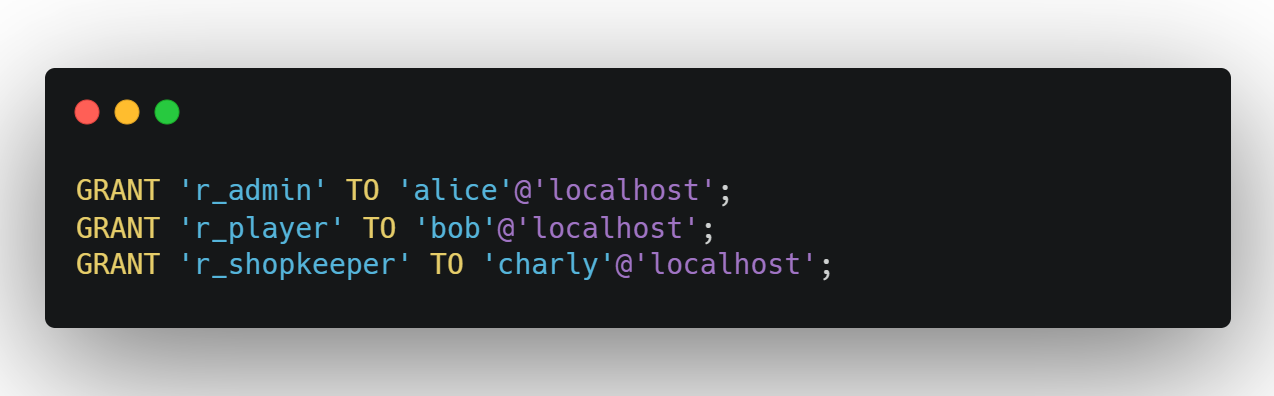 GRANT 'r_admin' TO 'alice'@'localhost';
GRANT 'r_player' TO 'bob'@'localhost';
GRANT 'r_shopkeeper' TO 'charly'@'localhost';